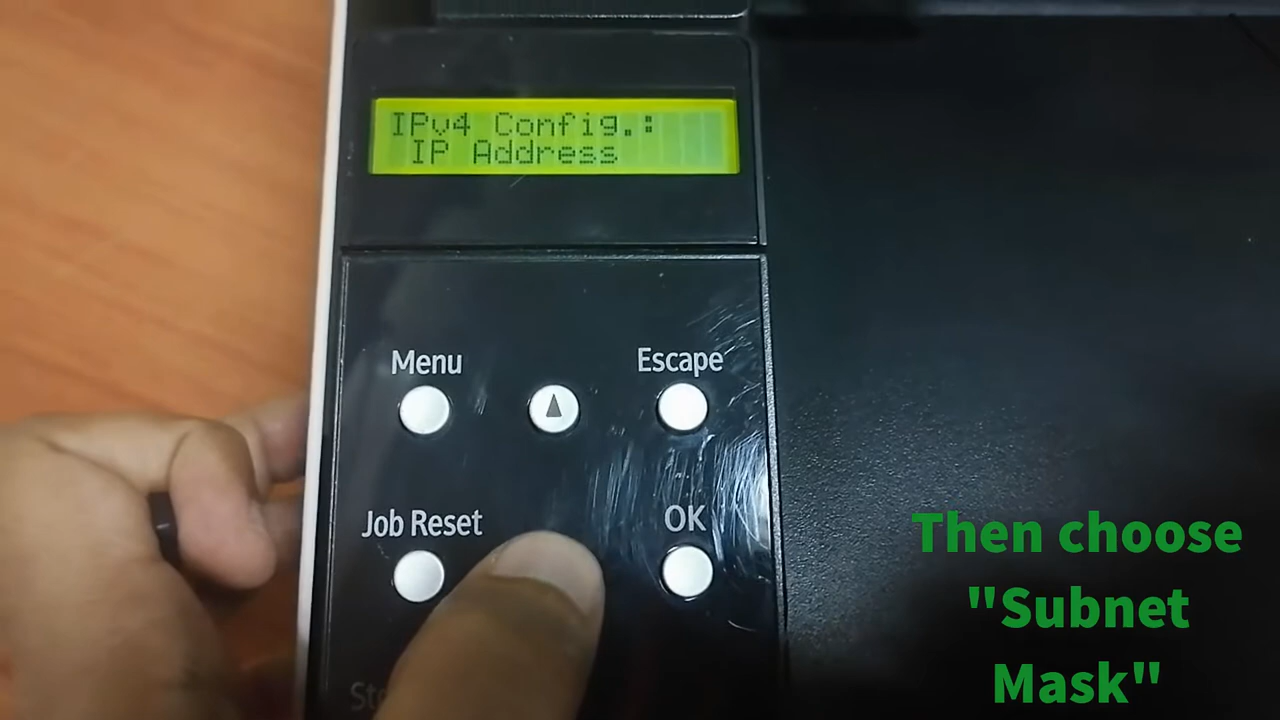 IPv4 Config.:
IP Address
Menu
Escape
Job Reset
OK
Then choose
"Subnet
Mask"